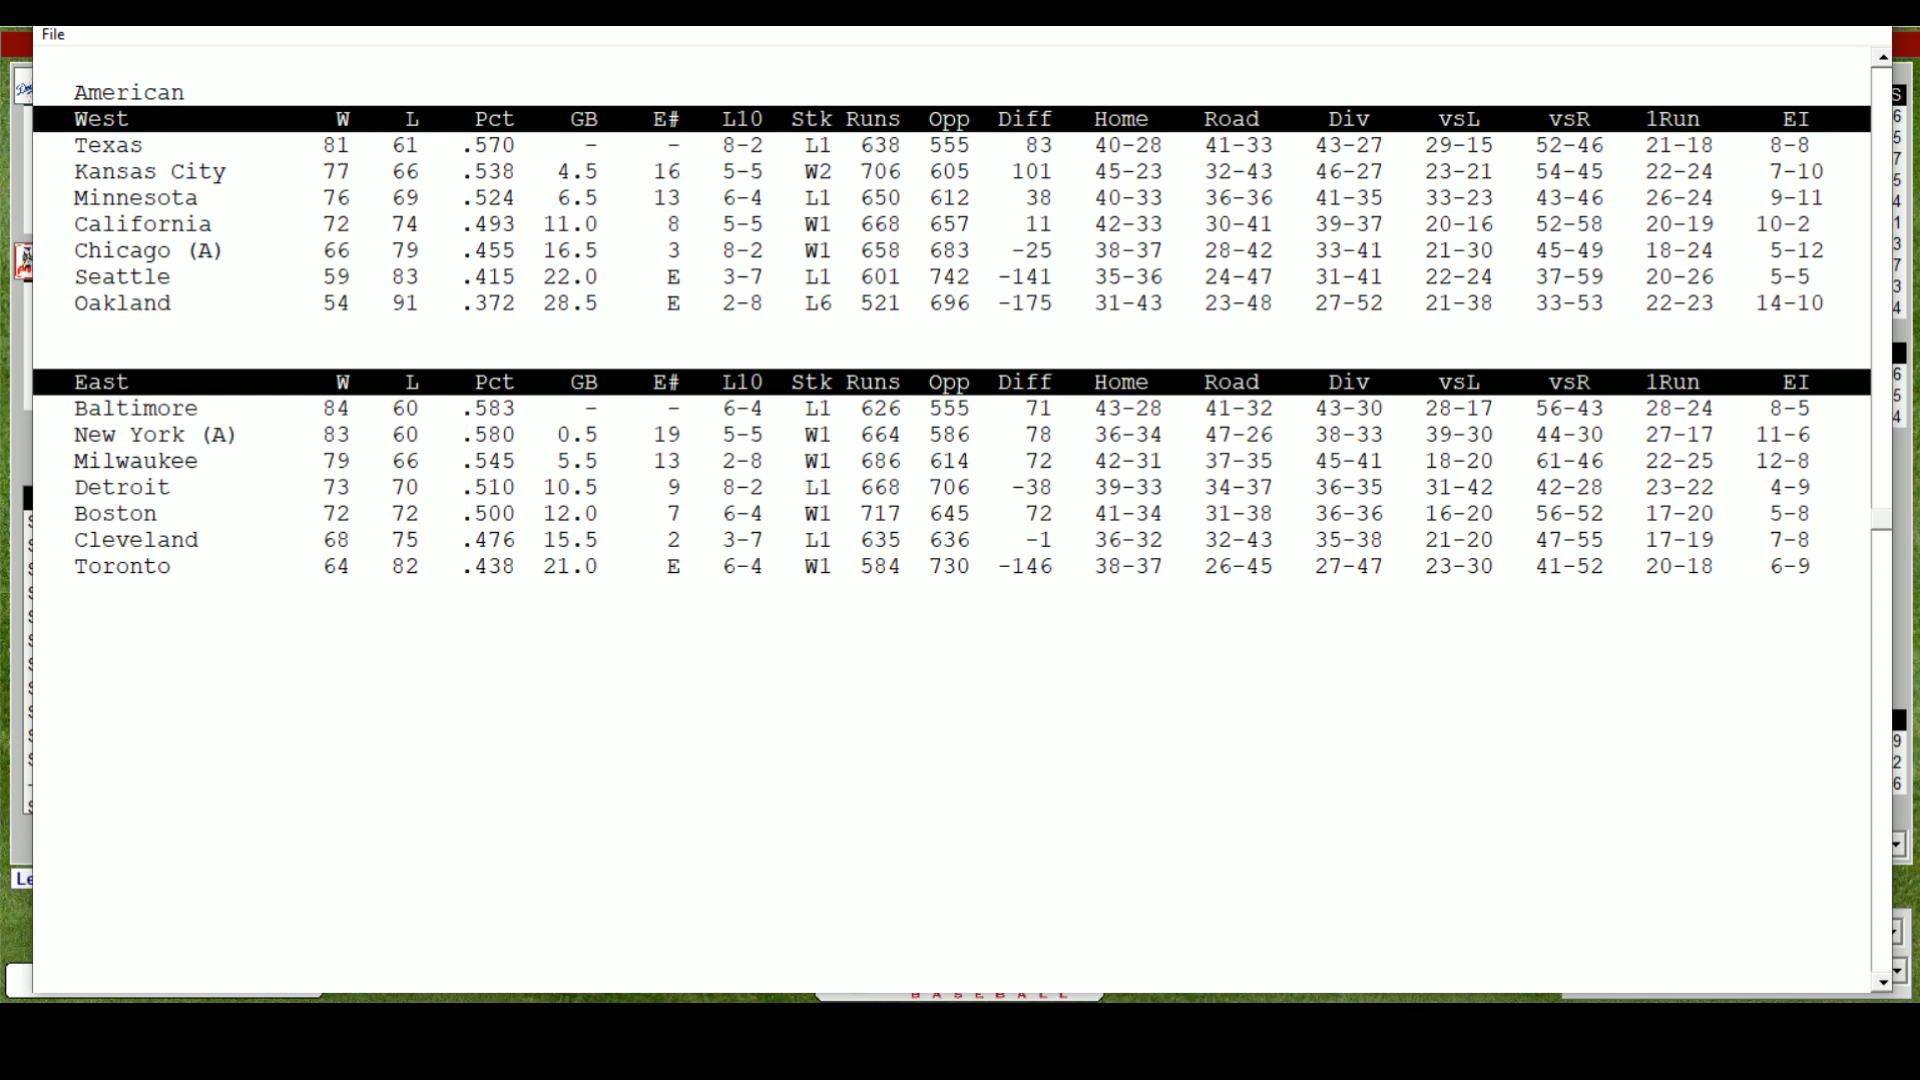 File
American
West W L Pct GB E# L10 Stk Runs Opp Diff Home Road Div vsL vsR 1Run EI
Texas 81 61 .570 - - 8-2 L1 638 555 83 40-28 41-33 43-27 29-15 52-46 21-18 8-8
Kansas City 77 66 .538 4.5 16 5-5 W2 706 605 101 45-23 32-43 46-27 23-21 54-45 22-24 7-10
Minnesota 76 69 .524 6.5 13 6-4 L1 650 612 38 40-33 36-36 41-35 33-23 43-46 26-24 9-11
California 72 74 .493 11.0 8 5-5 W1 668 657 11 42-33 30-41 39-37 20-16 52-58 20-19 10-2
Chicago (A) 66 79 .455 16.5 3 8-2 W1 658 683 -25 38-37 28-42 33-41 21-30 45-49 18-24 5-12
Seattle 59 83 .415 22.0 E 3-7 L1 601 742 -141 35-36 24-47 31-41 22-24 37-59 20-26 5-5
Oakland 54 91 .372 28.5 E 2-8 L6 521 696 -175 31-43 23-48 27-52 21-38 33-53 22-23 14-10
East W L Pct GB E# L10 Stk Runs Opp Diff Home Road Div vsL vsR 1Run EI
Baltimore 84 60 .583 - - 6-4 L1 626 555 71 43-28 41-32 43-30 28-17 56-43 28-24 8-5
New York (A) 83 60 .580 0.5 19 5-5 W1 664 586 78 36-34 47-26 38-33 39-30 44-30 27-17 11-6
Milwaukee 79 66 .545 5.5 13 2-8 W1 686 614 72 42-31 37-35 45-41 18-20 61-46 22-25 12-8
Detroit 73 70 .510 10.5 9 8-2 L1 668 706 -38 39-33 34-37 36-35 31-42 42-28 23-22 4-9
Boston 72 72 .500 12.0 7 6-4 W1 717 645 72 41-34 31-38 36-36 16-20 56-52 17-20 5-8
Cleveland 68 75 .476 15.5 2 3-7 L1 635 636 -1 36-32 32-43 35-38 21-20 47-55 17-19 7-8
Toronto 64 82 .438 21.0 E 6-4 W1 584 730 -146 38-37 26-45 27-47 23-30 41-52 20-18 6-9
BASEBALL